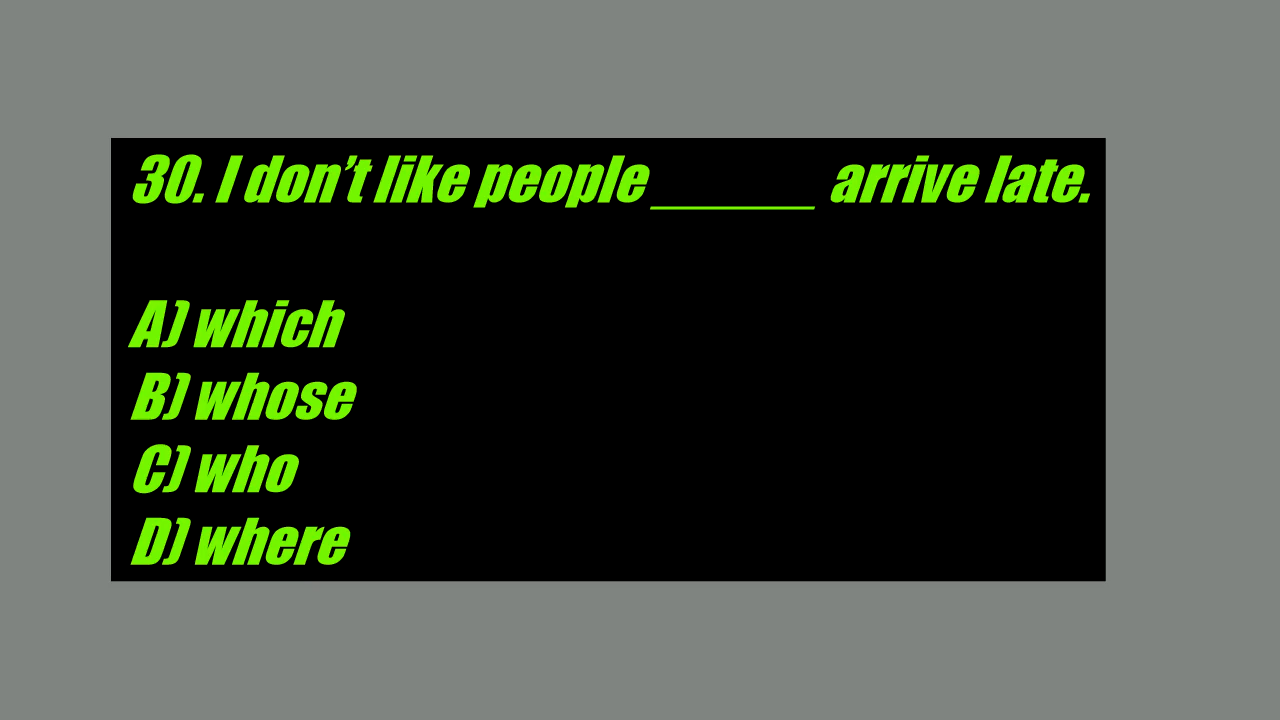 30. I don’t like people ______ arrive late.
A) which
B) whose
C) who
D) where